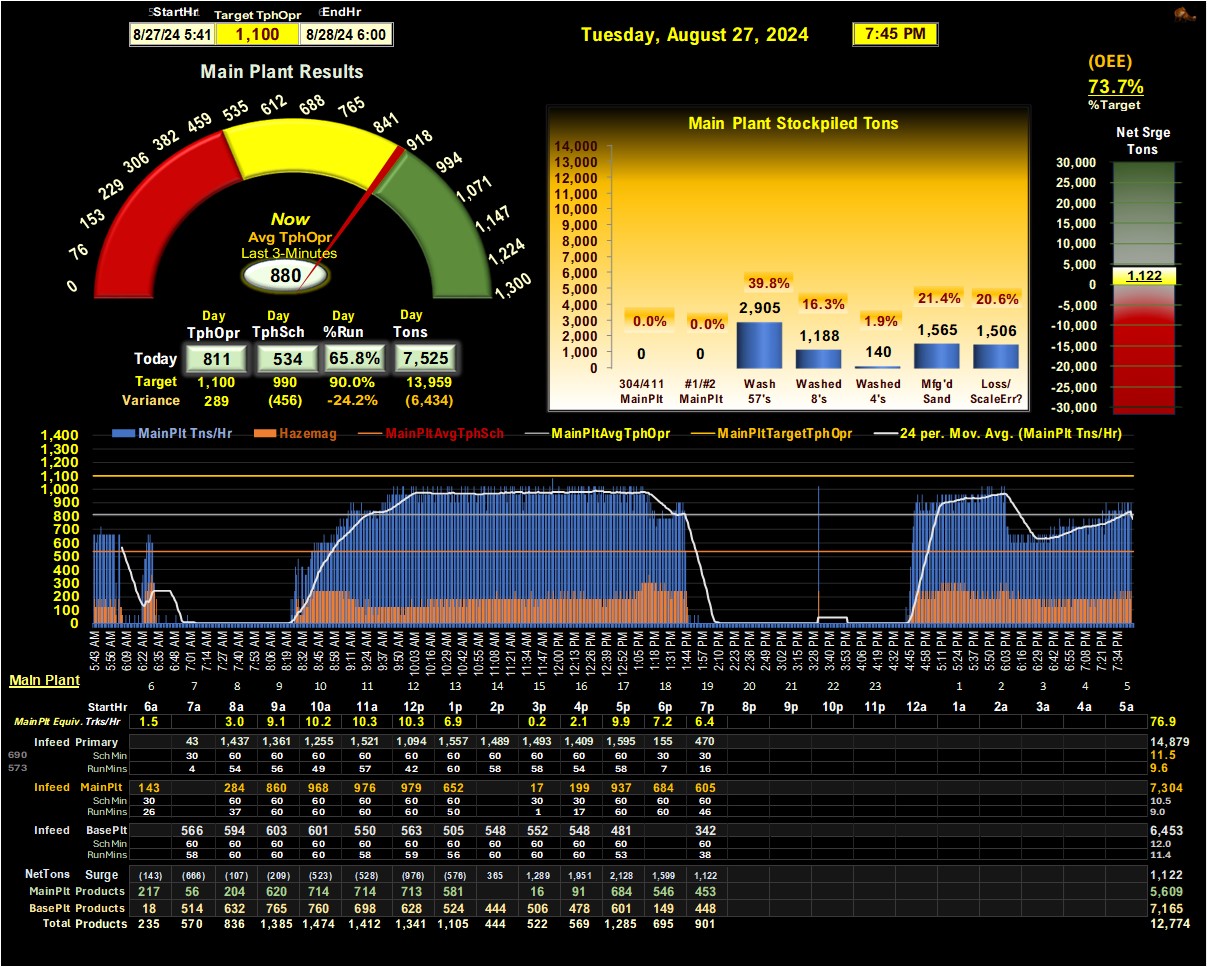 StartHr Target TphOpr EndHr
8/27/24 5:41 1,100 8/28/24 6:00
Tuesday, August 27, 2024 7:45 PM
(OEE)
73.7%
%Target
Main Plant Results
0 76 153 229 306 382 459 535 612 688 765 841 918 994 1,071 1,147 1,224 1,300
Now
Avg TphOpr
Last 3-Minutes
880
Day Day Day Day
TphOpr TphSch %Run Tons
Today 811 534 65.8% 7,525
Target 1,100 990 90.0% 13,959
Variance 289 (456) -24.2% (6,434)
Main Plant Stockpiled Tons
14,000
13,000
12,000
11,000
10,000
9,000
8,000
7,000
6,000
5,000
4,000
3,000
2,000
1,000
0
0.0% 0.0% 39.8% 16.3% 1.9% 21.4% 20.6%
0 0 2,905 1,188 140 1,565 1,506
304/411 #1/#2 Wash Washed Washed Mfg'd Loss/
MainPlt MainPlt 57's 8's 4's Sand ScaleErr?
Net Srge
Tons
30,000
25,000
20,000
15,000
10,000
5,000
1,122
0
-5,000
-10,000
-15,000
-20,000
-25,000
-30,000
MainPlt Tns/Hr Hazemag MainPltAvgTphSch MainPltAvgTphOpr MainPltTargetTphOpr 24 per. Mov. Avg. (MainPlt Tns/Hr)
1,400
1,300
1,200
1,100
1,000
900
800
700
600
500
400
300
200
100
0
5:43 AM 5:56 AM 6:09 AM 6:22 AM 6:35 AM 6:48 AM 7:01 AM 7:14 AM 7:27 AM 7:40 AM 7:53 AM 8:06 AM 8:19 AM 8:45 AM 8:58 AM 9:11 AM 9:24 AM 9:37 AM 9:50 AM 10:03 AM 10:16 AM 10:29 AM 10:42 AM 10:55 AM 11:08 AM 11:21 AM 11:34 AM 11:47 AM 12:00 PM 12:13 PM 12:26 PM 12:39 PM 12:52 PM 1:05 PM 1:18 PM 1:31 PM 1:44 PM 1:57 PM 2:10 PM 2:23 PM 2:36 PM 2:49 PM 3:02 PM 3:15 PM 3:28 PM 3:40 PM 3:53 PM 4:06 PM 4:19 PM 4:32 PM 4:45 PM 4:58 PM 5:11 PM 5:24 PM 5:37 PM 5:50 PM 6:03 PM 6:16 PM 6:29 PM 6:42 PM 6:55 PM 7:08 PM 7:21 PM 7:34 PM
Main Plant 6 7 8 9 10 11 12 13 14 15 16 17 18 19 20 21 22 23 1 2 3 4 5
StartHr 6a 7a 8a 9a 10a 11a 12p 1p 2p 3p 4p 5p 6p 7p 8p 9p 10p 11p 12a 1a 2a 3a 4a 5a
MainPlt Equiv. Trks/Hr 1.5 3.0 9.1 10.2 10.3 10.3 6.9 0.2 2.1 9.9 7.2 6.4 76.9
Infeed Primary 43 1,437 1,361 1,255 1,521 1,094 1,557 1,489 1,493 1,409 1,595 155 470 14,879
690 Sch Min 30 60 60 60 60 60 60 60 60 60 60 30 30 11.5
573 RunMins 4 54 56 49 57 42 60 58 58 54 58 7 16 9.6
Infeed MainPlt 143 284 860 968 976 979 652 17 199 937 684 605 7,304
Sch Min 30 60 60 60 60 60 60 30 30 60 60 60 10.5
RunMins 26 37 60 60 60 60 50 1 17 60 60 46 9.0
Infeed BasePlt 566 594 603 601 550 563 505 548 552 548 481 342 6,453
Sch Min 60 60 60 60 60 60 60 60 60 60 60 60 12.0
RunMins 58 60 60 60 58 59 56 60 60 60 53 38 11.4
NetTons Surge (143) (666) (107) (209) (523) (528) (976) (576) 365 1,289 1,951 2,128 1,599 1,122 1,122
MainPlt Products 217 56 204 620 714 714 713 581 16 91 684 546 453 5,609
BasePlt Products 18 514 632 765 760 698 628 524 444 506 478 601 149 448 7,165
Total Products 235 570 836 1,385 1,474 1,412 1,341 1,105 444 522 569 1,285 695 901 12,774